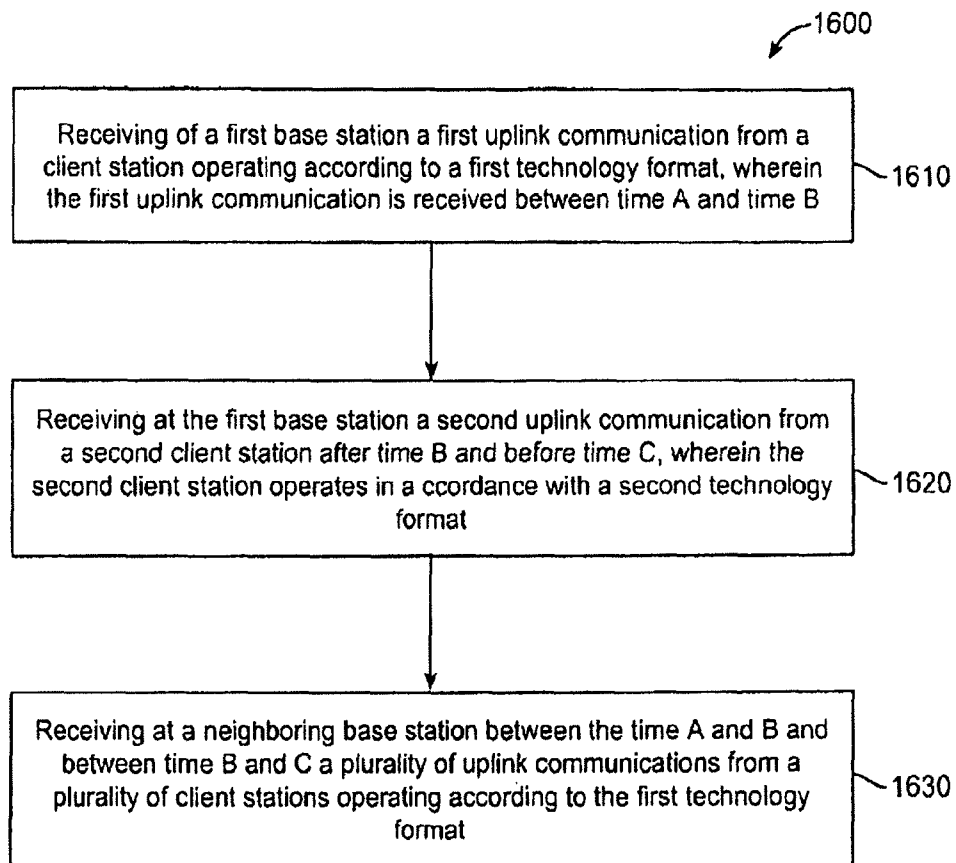 1600
Receiving of a first base station a first uplink communication from a
client station operating according to a first technology format, wherein
the first uplink communication is received between time A and time B
1610
Receiving at the first base station a second uplink communication from
a second client station after time B and before time C, wherein the
second client station operates in a ccordance with a second technology
format
1620
Receiving at a neighboring base station between the time A and B and
between time B and C a plurality of uplink communications from a
plurality of client stations operating according to the first technology
format
1630